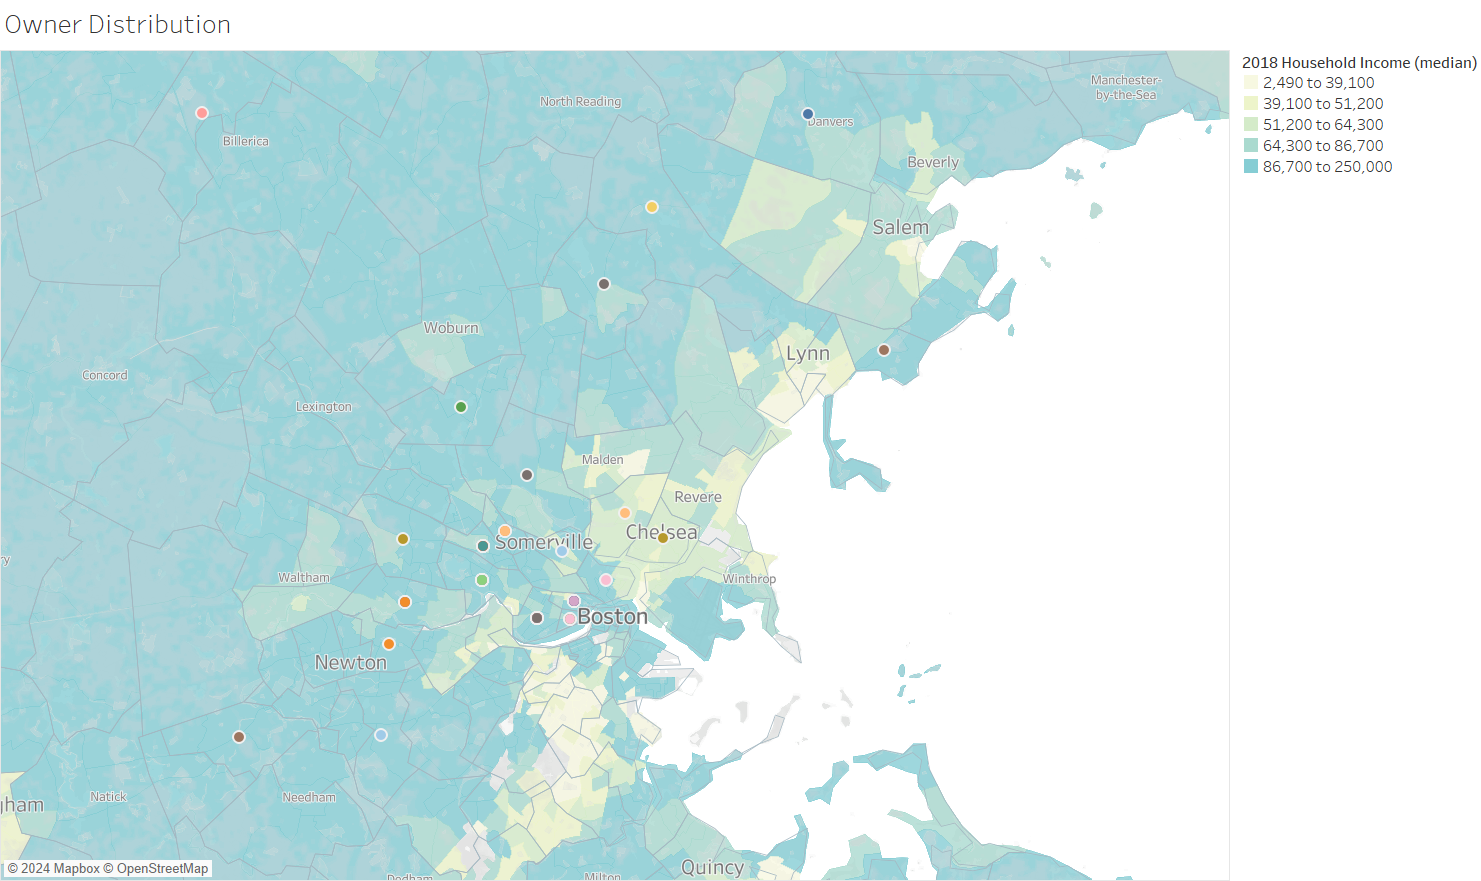 Owner Distribution
2018 Household Income (median)
2,490 to 39,100
39,100 to 51,200
51,200 to 64,300
64,300 to 86,700
86,700 to 250,000
Manchester-
by-the-Sea
North Reading
Danvers
Billerica
Beverly
Salem
Woburn
Lynn
Concord
Lexington
Malden
Revere
Chelsea
Somerville
ry
Waltham
Winthrop
Boston
Newton
Natick
Needham
gham
Quincy
Dedham
Milton
© 2024 Mapbox © OpenStreetMap